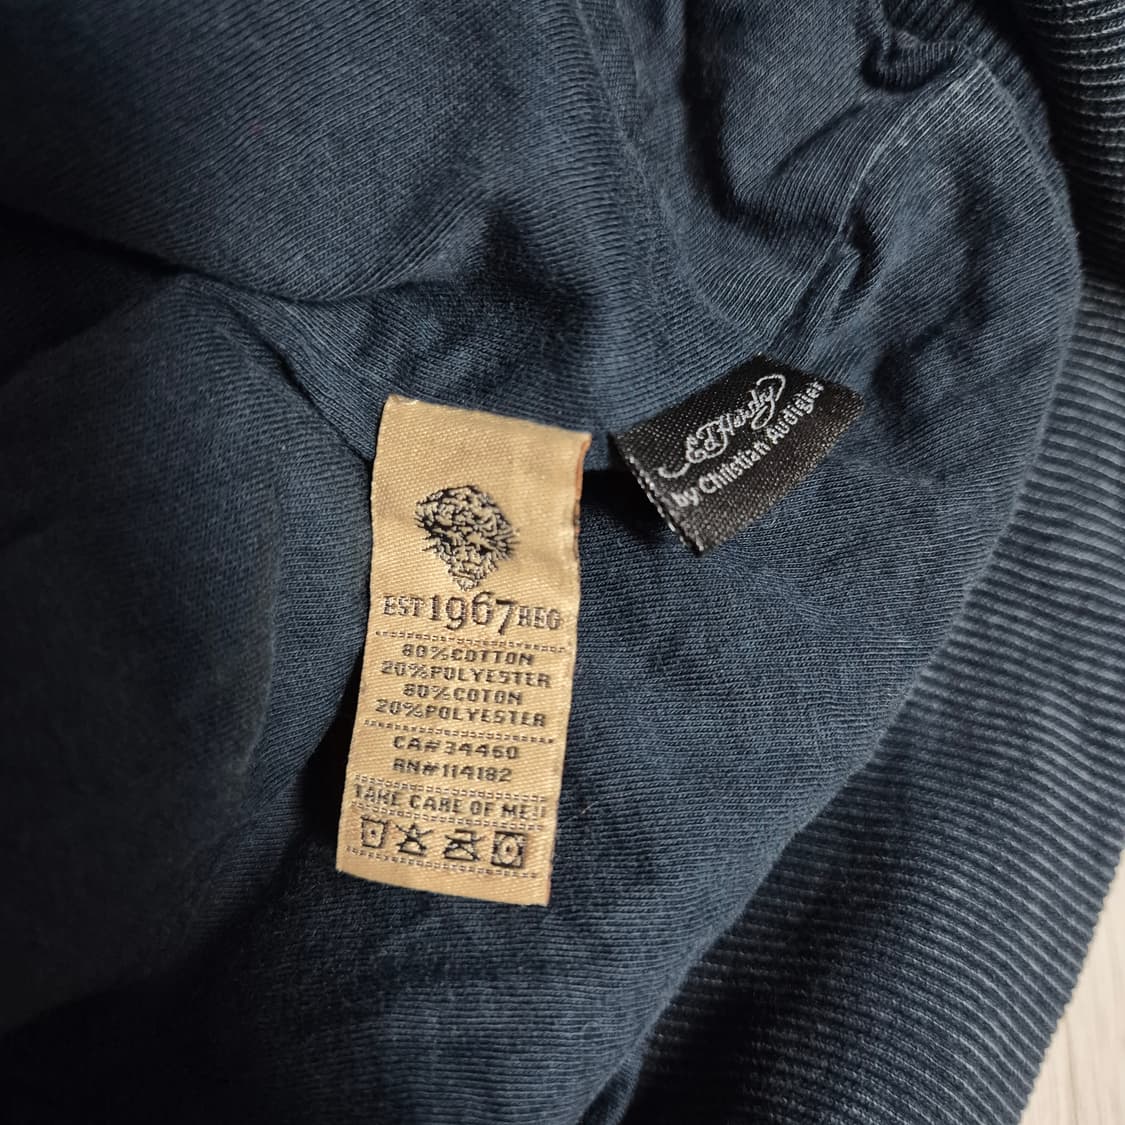 Ed Hardy
by Christian Audigier
EST 1967 REG
80%COTTON
20%POLYESTER
80%COTON
20%POLYESTER
CA#34460
RN#114182
TAKE CARE OF ME!!